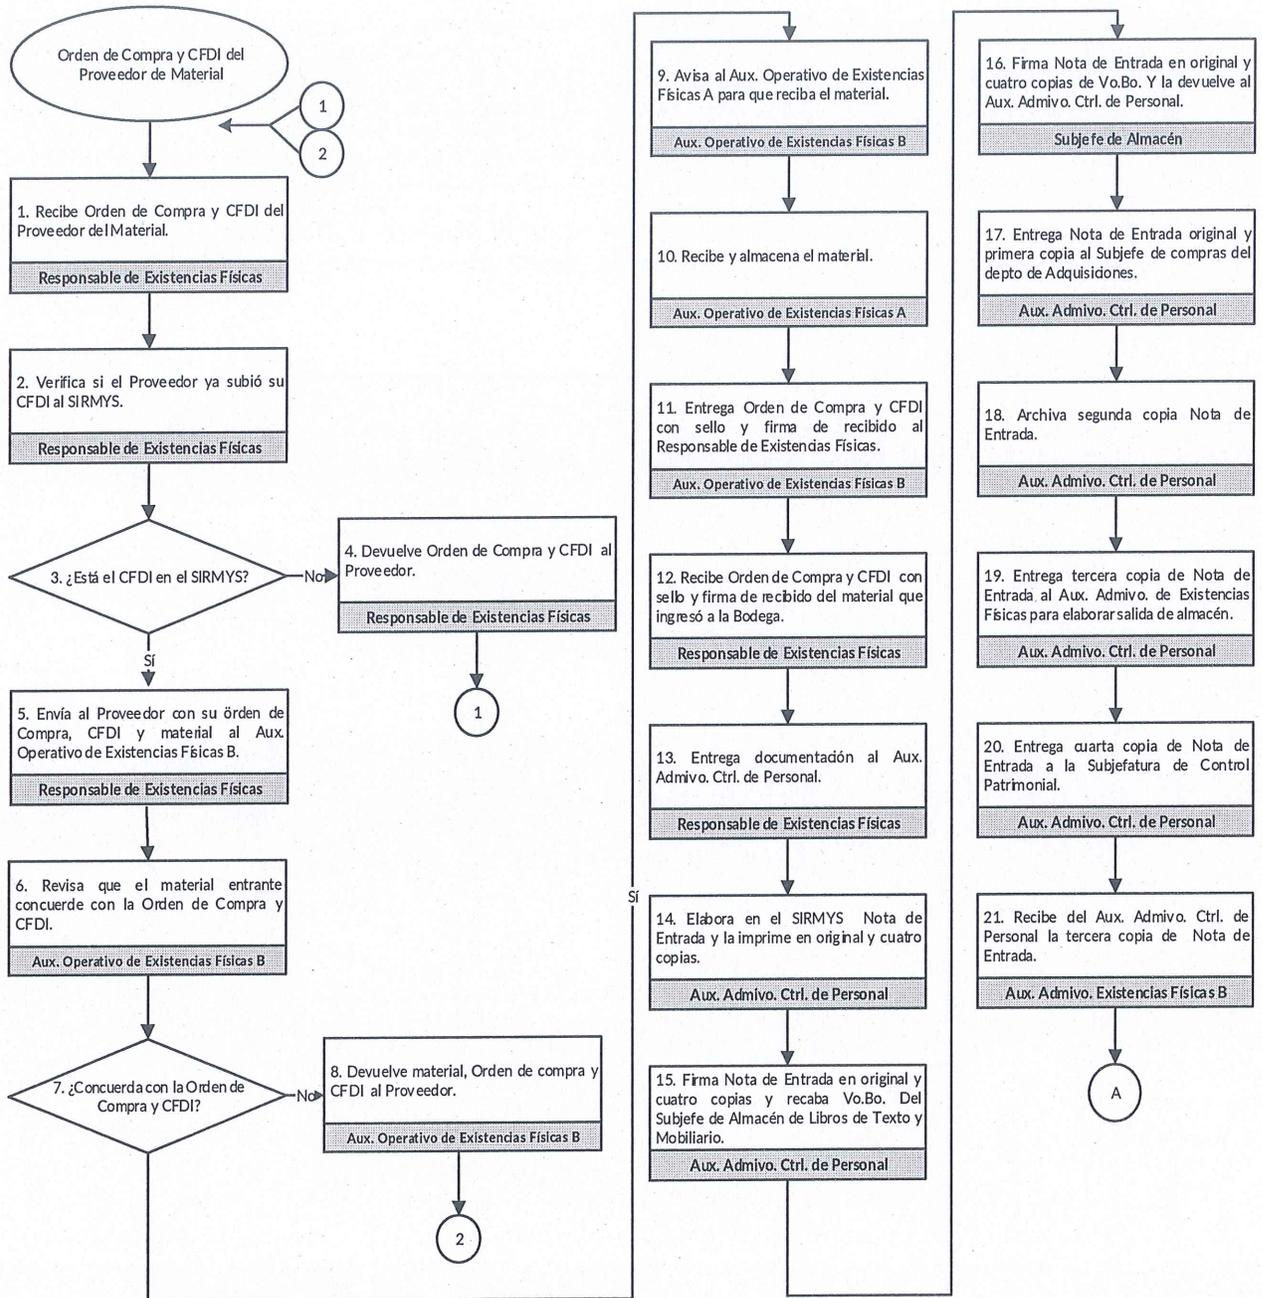 Orden de Compra y CFDI del
Proveedor de Material
1
2
1. Recibe Orden de Compra y CFDI del
Proveedor del Material.
Responsable de Existencias Físicas
2. Verifica si el Proveedor ya subió su
CFDI al SIRMYS.
Responsable de Existencias Físicas
3. ¿Está el CFDI en el SIRMYS?
No
4. Devuelve Orden de Compra y CFDI al
Proveedor.
Responsable de Existencias Físicas
1
Sí
5. Envía al Proveedor con su örden de
Compra, CFDI y material al Aux.
Operativo de Existencias Físicas B.
Responsable de Existencias Físicas
6. Revisa que el material entrante
concuerde con la Orden de Compra y
CFDI.
Aux. Operativo de Existencias Físicas B
7. ¿Concuerda con la Orden de
Compra y CFDI?
No
8. Devuelve material, Orden de compra y
CFDI al Proveedor.
Aux. Operativo de Existencias Físicas B
2
Sí
9. Avisa al Aux. Operativo de Existencias
Físicas A para que reciba el material.
Aux. Operativo de Existencias Físicas B
10. Recibe y almacena el material.
Aux. Operativo de Existencias Físicas A
11. Entrega Orden de Compra y CFDI
con sello y firma de recibido al
Responsable de Existencias Físicas.
Aux. Operativo de Existencias Físicas B
12. Recibe Orden de Compra y CFDI con
sello y firma de recibido del material que
ingresó a la Bodega.
Responsable de Existencias Físicas
13. Entrega documentación al Aux.
Admivo. Ctrl. de Personal.
Responsable de Existencias Físicas
14. Elabora en el SIRMYS Nota de
Entrada y la imprime en original y cuatro
copias.
Aux. Admivo. Ctrl. de Personal
15. Firma Nota de Entrada en original y
cuatro copias y recaba Vo.Bo. Del
Subjefe de Almacén de Libros de Texto y
Mobiliario.
Aux. Admivo. Ctrl. de Personal
16. Firma Nota de Entrada en original y
cuatro copias de Vo.Bo. Y la devuelve al
Aux. Admivo. Ctrl. de Personal.
Subjefe de Almacén
17. Entrega Nota de Entrada original y
primera copia al Subjefe de compras del
depto de Adquisiciones.
Aux. Admivo. Ctrl. de Personal
18. Archiva segunda copia Nota de
Entrada.
Aux. Admivo. Ctrl. de Personal
19. Entrega tercera copia de Nota de
Entrada al Aux. Admivo. de Existencias
Físicas para elaborar salida de almacén.
Aux. Admivo. Ctrl. de Personal
20. Entrega cuarta copia de Nota de
Entrada a la Subjefatura de Control
Patrimonial.
Aux. Admivo. Ctrl. de Personal
21. Recibe del Aux. Admivo. Ctrl. de
Personal la tercera copia de Nota de
Entrada.
Aux. Admivo. Existencias Físicas B
A